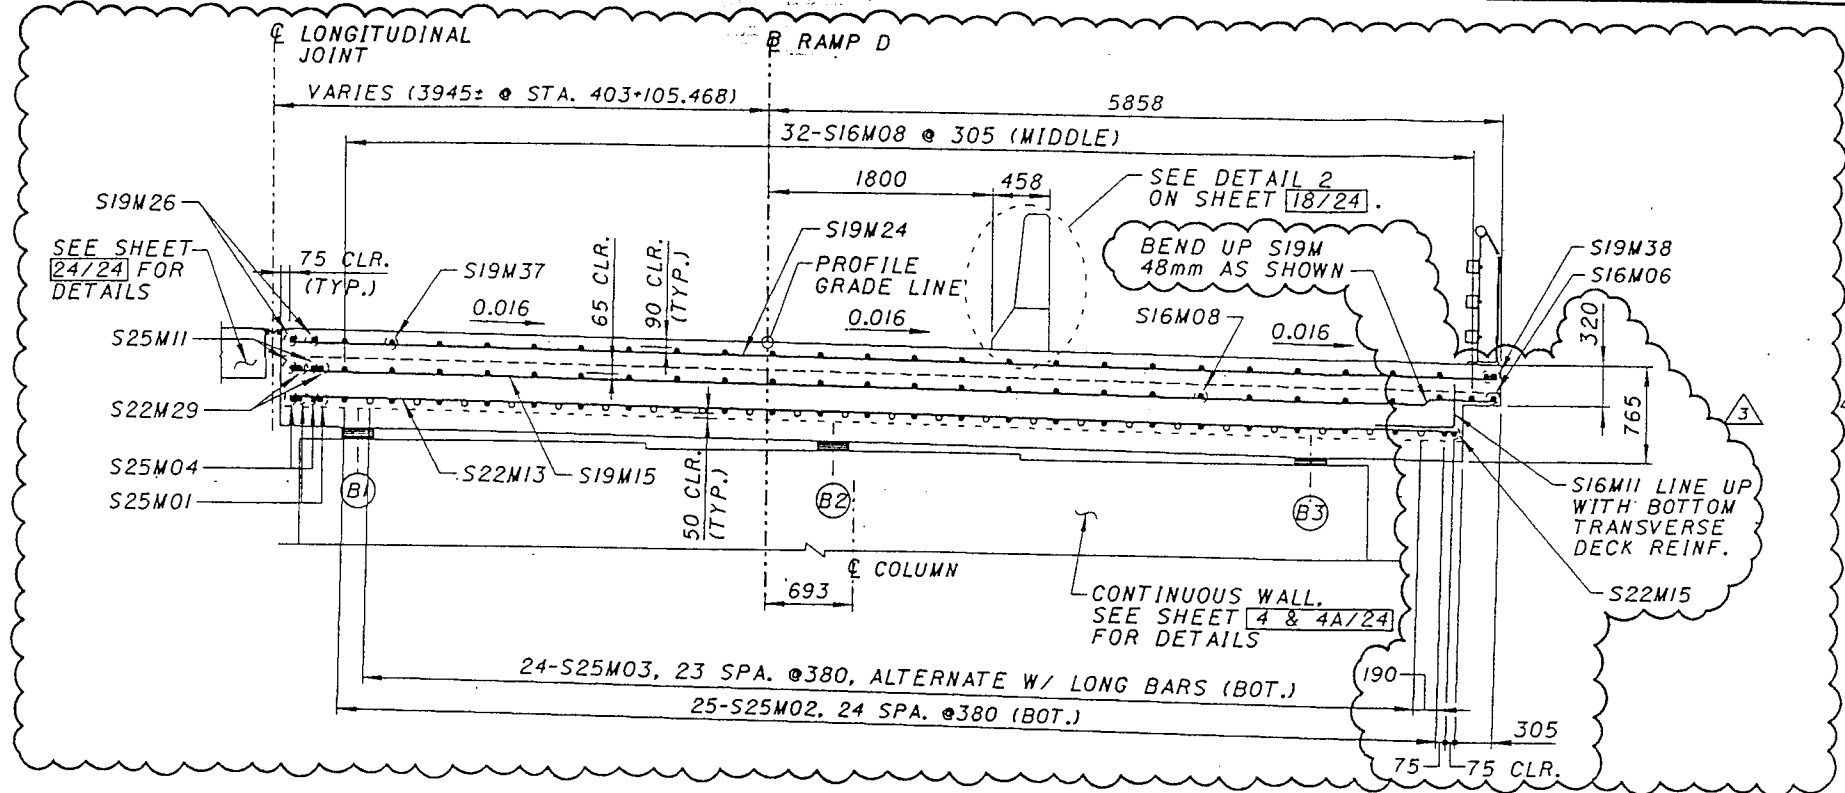 ℄ LONGITUDINAL
JOINT
B RAMP D
VARIES (3945± @ STA. 403+105.468)
5858
32-S16M08 @ 305 (MIDDLE)
1800
458
SEE DETAIL 2
ON SHEET 18/24.
S19M26
SEE SHEET
24/24 FOR
DETAILS
75 CLR.
(TYP.)
S19M37
65 CLR.
90 CLR.
(TYP.)
S19M24
PROFILE
GRADE LINE
BEND UP S19M
48mm AS SHOWN
S19M38
S16M06
0.016
0.016
S16M08
0.016
320
S25M11
S22M29
765
3
S25M04
S25M01
S22M13
S19M15
50 CLR.
(TYP.)
B1
B2
B3
S16M11 LINE UP
WITH BOTTOM
TRANSVERSE
DECK REINF.
℄ COLUMN
693
CONTINUOUS WALL,
SEE SHEET 4 & 4A/24
FOR DETAILS
S22M15
24-S25M03, 23 SPA. @380, ALTERNATE W/ LONG BARS (BOT.)
190
25-S25M02, 24 SPA. @380 (BOT.)
305
75
75 CLR.